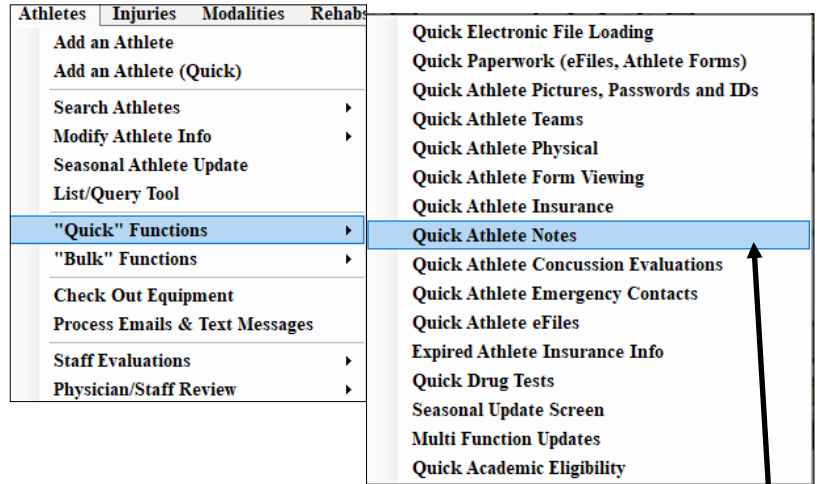 Athletes Injuries Modalities Rehabs
Add an Athlete
Add an Athlete (Quick)
Search Athletes
Modify Athlete Info
Seasonal Athlete Update
List/Query Tool
"Quick" Functions
"Bulk" Functions
Check Out Equipment
Process Emails & Text Messages
Staff Evaluations
Physician/Staff Review
Quick Electronic File Loading
Quick Paperwork (eFiles, Athlete Forms)
Quick Athlete Pictures, Passwords and IDs
Quick Athlete Teams
Quick Athlete Physical
Quick Athlete Form Viewing
Quick Athlete Insurance
Quick Athlete Notes
Quick Athlete Concussion Evaluations
Quick Athlete Emergency Contacts
Quick Athlete eFiles
Expired Athlete Insurance Info
Quick Drug Tests
Seasonal Update Screen
Multi Function Updates
Quick Academic Eligibility